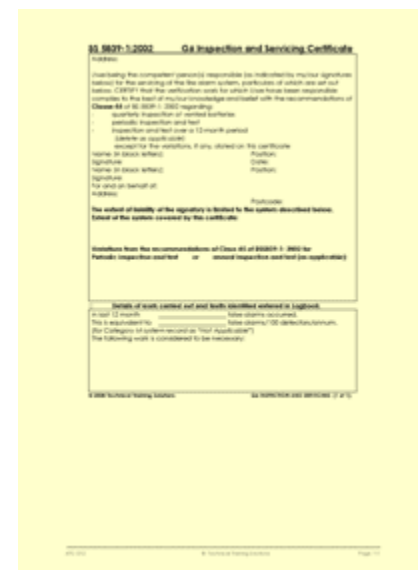 BS 5839-1:2002 G6 Inspection and Servicing Certificate
Address:
I/we being the competent person(s) responsible (as indicated by my/our signatures
below) for the servicing of the fire alarm system, particulars of which are set out
below, CERTIFY that the verification work for which I/we have been responsible
complies to the best of my/our knowledge and belief with the recommendations of
Clause 45 of BS 5839-1: 2002 regarding:
- quarterly inspection of vented batteries
- periodic inspection and test
- inspection and test over a 12 month period
(delete as applicable)
except for the variations, if any, stated on this certificate
Name (in block letters): Position:
Signature: Date:
Name (in block letters): Position:
Signature:
For and on behalf of:
Address:
Postcode:
The extent of liability of the signatory is limited to the system described below.
Extent of the system covered by this certificate:
Variations from the recommendations of Clause 45 of BS5839-1: 2002 for
Periodic inspection and test or annual inspection and test (as applicable)
Details of work carried out and faults identified entered in Logbook.
In last 12 month false alarms occurred.
This is equivalent to false alarms/100 detectors/annum.
(for Category M system record as "Not Applicable")
The following work is considered to be necessary:
Technical Training Solutions. G6 INSPECTION AND SERVICING (1 of 1)
© Technical Training Solutions Page